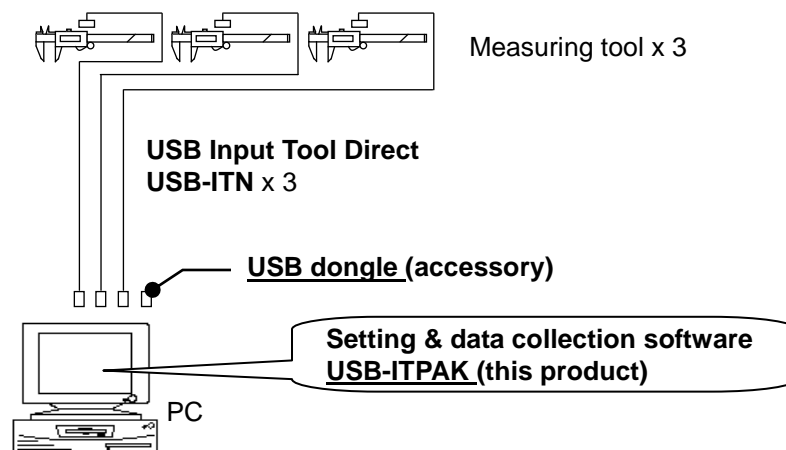 Measuring tool x 3
USB Input Tool Direct
USB-ITN x 3
USB dongle (accessory)
Setting & data collection software
USB-ITPAK (this product)
PC